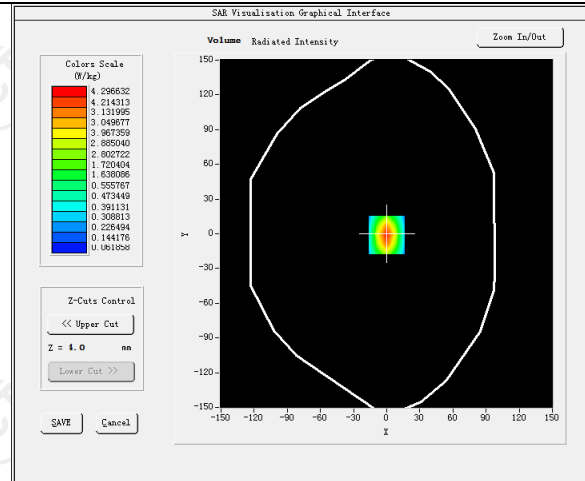 SAR Visualisation Graphical Interface
Volume Radiated Intensity
Zoom In/Out
Colors Scale
(W/kg)
4.296632
4.214313
3.131995
3.049677
3.967359
2.885040
2.802722
1.720404
1.638086
0.555767
0.473449
0.391131
0.308813
0.226494
0.144176
0.061858
Z-Cuts Control
<< Upper Cut
Z = 4.0 mm
Lower Cut >>
SAVE
Cancel
150
120
90
60
30
0
-30
-60
-90
-120
-150
Y
-150 -120 -90 -60 -30 0 30 60 90 120 150
X